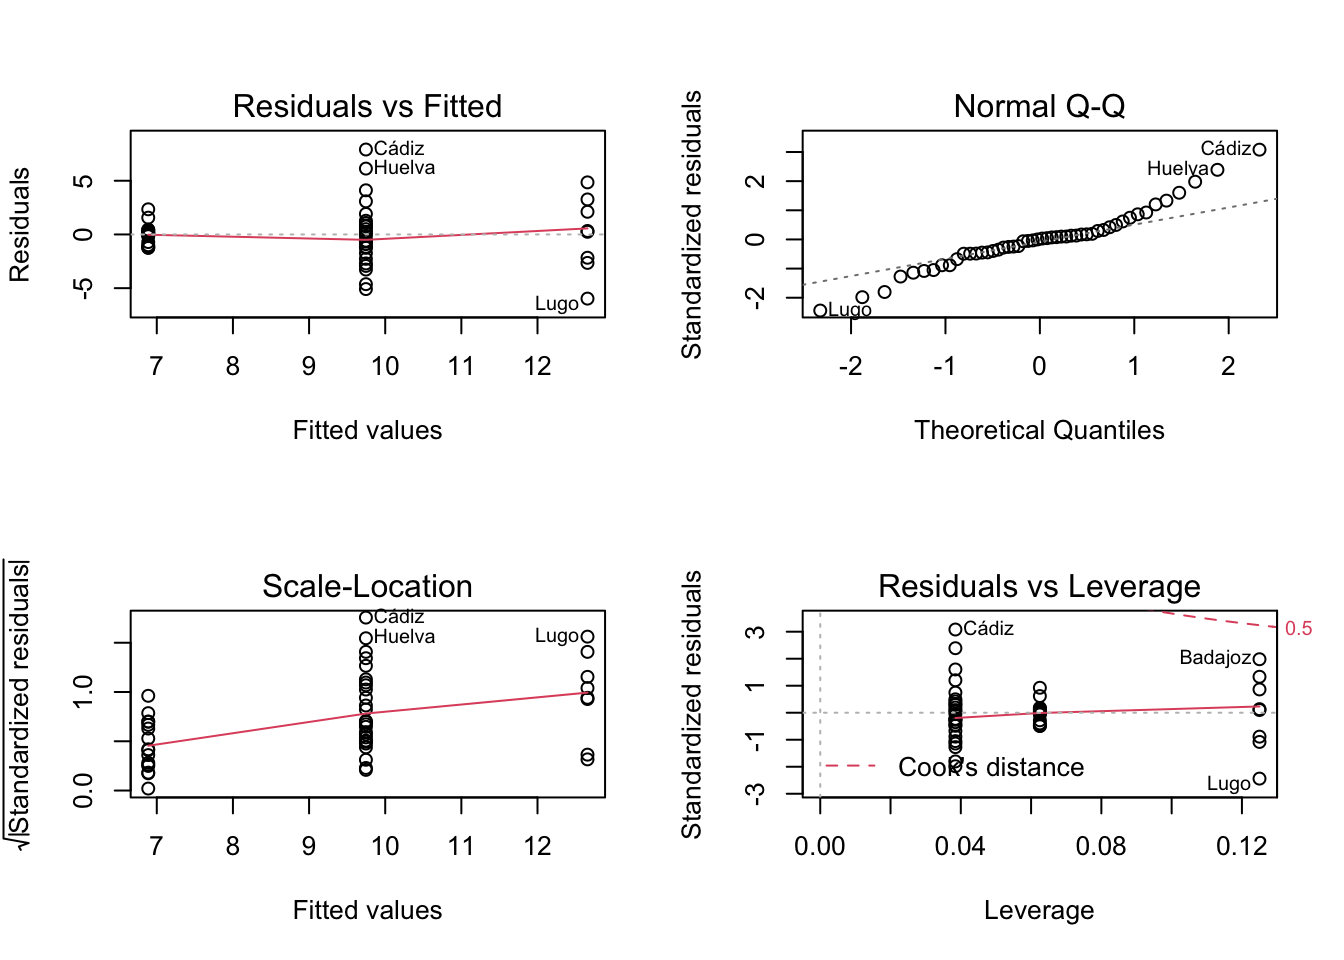 Residuals vs Fitted
Residuals
5
0
-5
Cádiz
Huelva
Lugo
7 8 9 10 11 12
Fitted values
Normal Q-Q
Standardized residuals
2
0
-2
Cádiz
Huelva
Lugo
-2 -1 0 1 2
Theoretical Quantiles
Scale-Location
√|Standardized residuals|
1.0
0.0
Cádiz
Huelva
Lugo
7 8 9 10 11 12
Fitted values
Residuals vs Leverage
Standardized residuals
3
1
-1
-3
Cádiz
0.5
Badajoz
Cook's distance
Lugo
0.00 0.04 0.08 0.12
Leverage